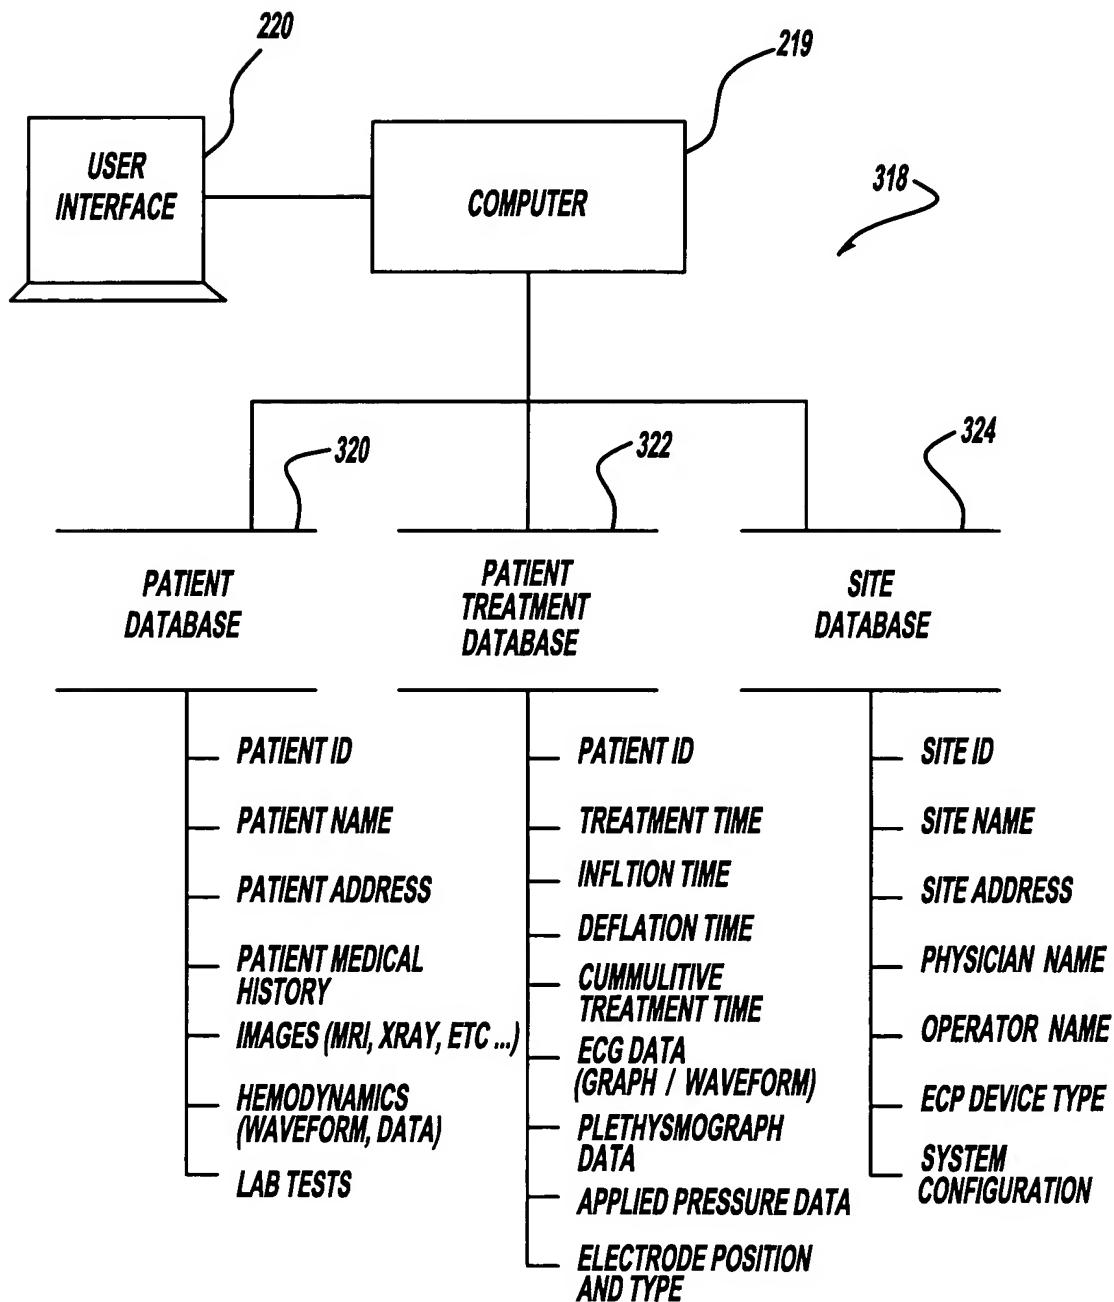 220
219
USER
INTERFACE
COMPUTER
318
320
322
324
PATIENT
DATABASE
PATIENT
TREATMENT
DATABASE
SITE
DATABASE
PATIENT ID
PATIENT NAME
PATIENT ADDRESS
PATIENT MEDICAL
HISTORY
IMAGES (MRI, XRAY, ETC ...)
HEMODYNAMICS
(WAVEFORM, DATA)
LAB TESTS
PATIENT ID
TREATMENT TIME
INFLTION TIME
DEFLATION TIME
CUMMULITIVE
TREATMENT TIME
ECG DATA
(GRAPH / WAVEFORM)
PLETHYSMOGRAPH
DATA
APPLIED PRESSURE DATA
ELECTRODE POSITION
AND TYPE
SITE ID
SITE NAME
SITE ADDRESS
PHYSICIAN NAME
OPERATOR NAME
ECP DEVICE TYPE
SYSTEM
CONFIGURATION